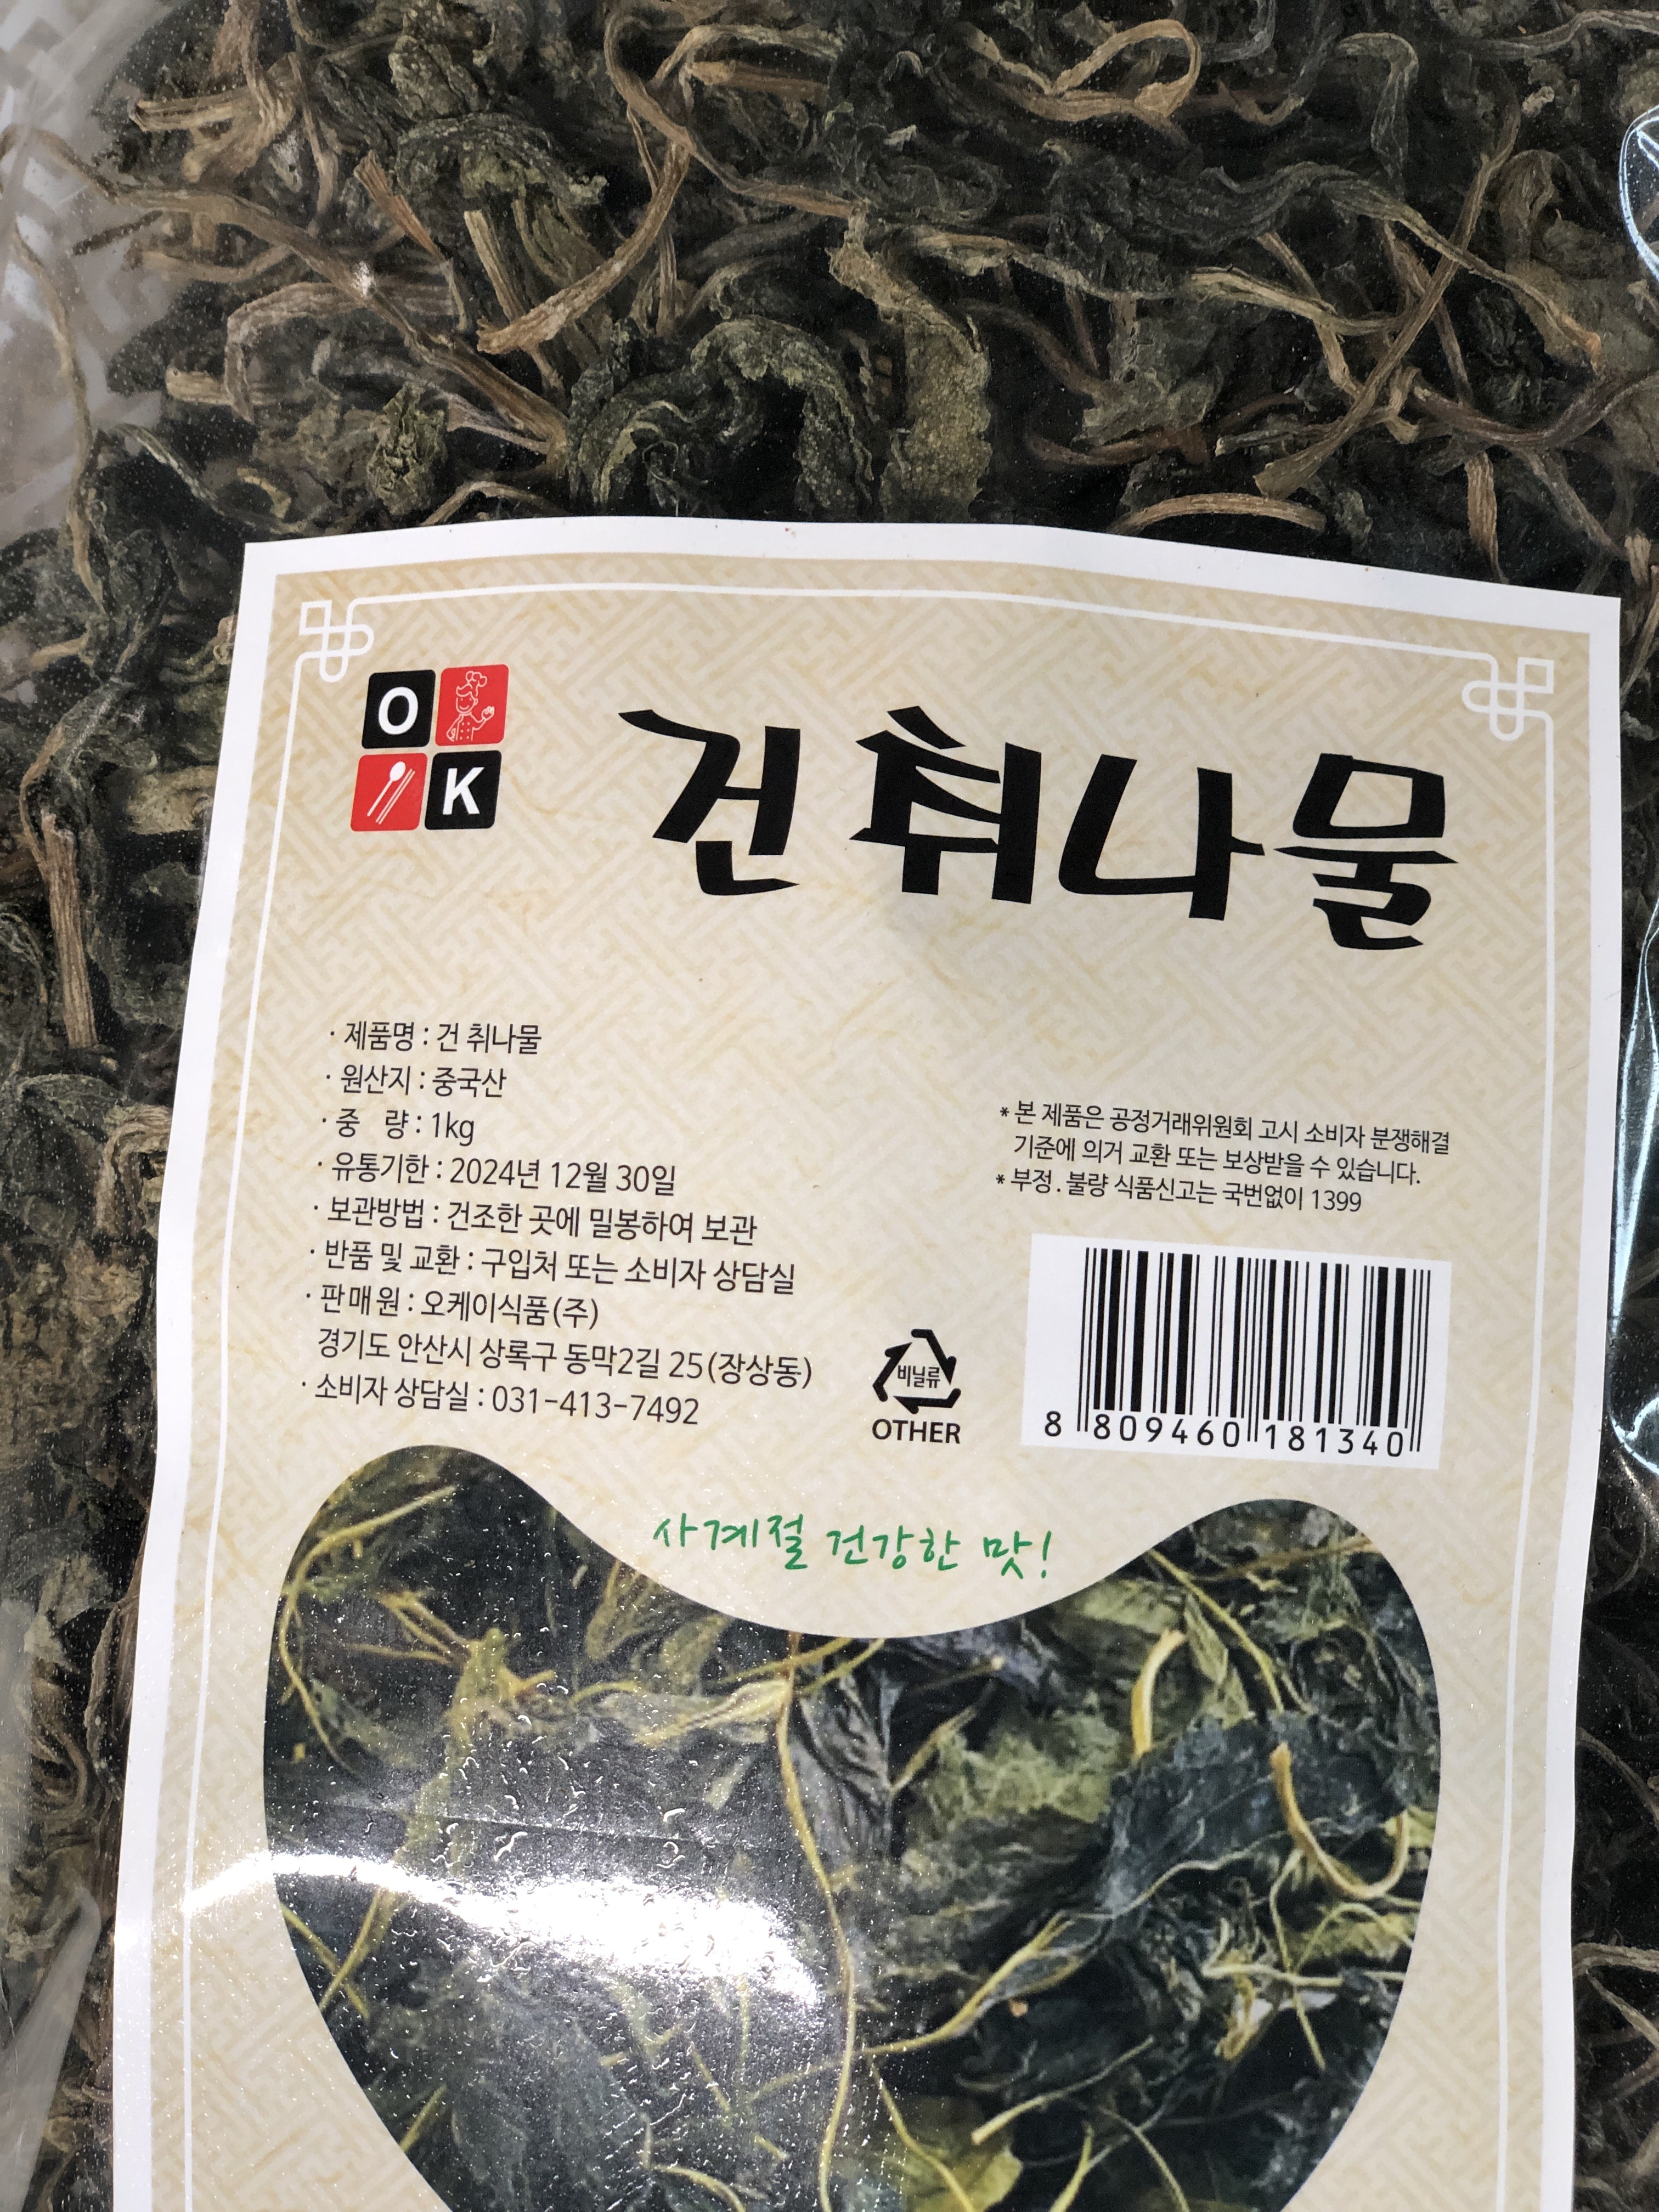 O
K
건 취나물
· 제품명 : 건 취나물
· 원산지 : 중국산
· 중 량 : 1kg
· 유통기한 : 2024년 12월 30일
· 보관방법 : 건조한 곳에 밀봉하여 보관
· 반품 및 교환 : 구입처 또는 소비자 상담실
· 판매원 : 오케이식품(주)
경기도 안산시 상록구 동막2길 25(장상동)
· 소비자 상담실 : 031-413-7492
* 본 제품은 공정거래위원회 고시 소비자 분쟁해결
기준에 의거 교환 또는 보상받을 수 있습니다.
* 부정 . 불량 식품신고는 국번없이 1399
비닐류
OTHER
8 809460 181340
사계절 건강한 맛!